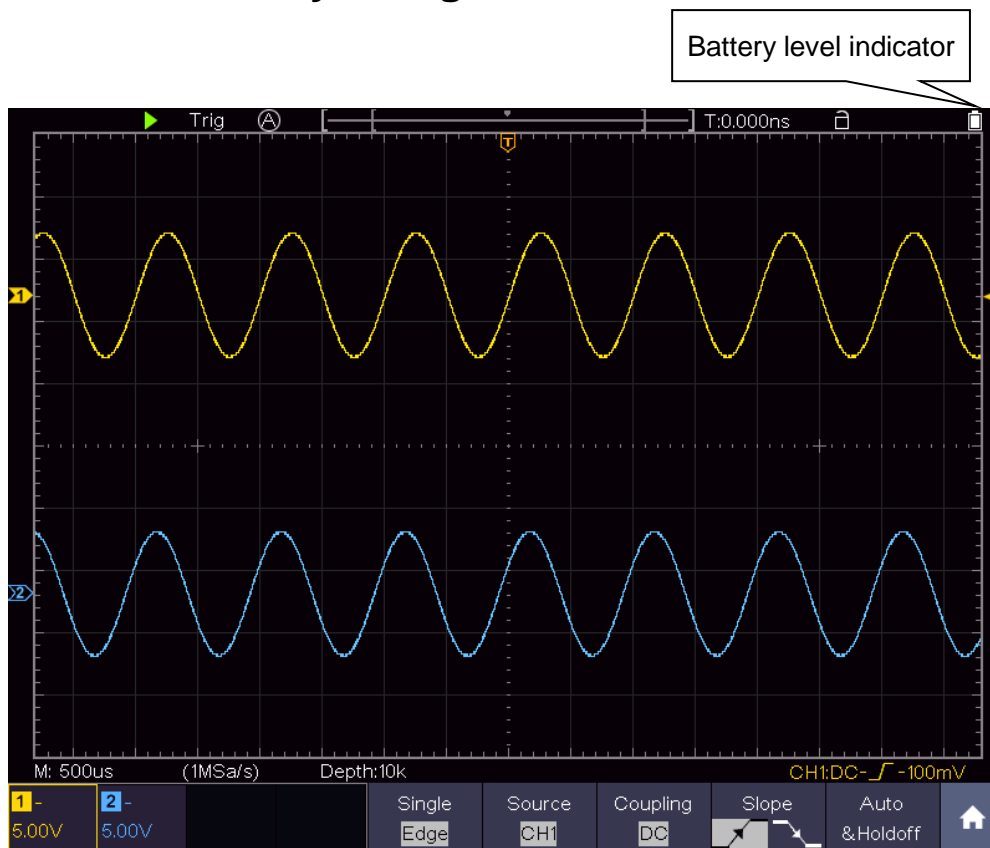 Battery level indicator
Trig A T T:0.000ns
1
2
M: 500us (1MSa/s) Depth:10k CH1:DC- -100mV
1 - 2 - Single Source Coupling Slope Auto
5.00V 5.00V Edge CH1 DC &Holdoff